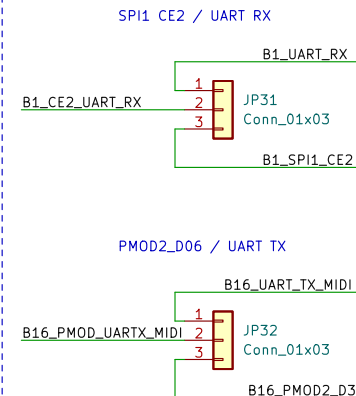 SPI1 CE2 / UART RX
B1_UART_RX
1
JP31
B1_CE2_UART_RX
2
Conn_01x03
3
B1_SPI1_CE2
PMOD2_D06 / UART TX
B16_UART_TX_MIDI
1
JP32
B16_PMOD_UARTX_MIDI
2
Conn_01x03
3
B16_PMOD2_D3